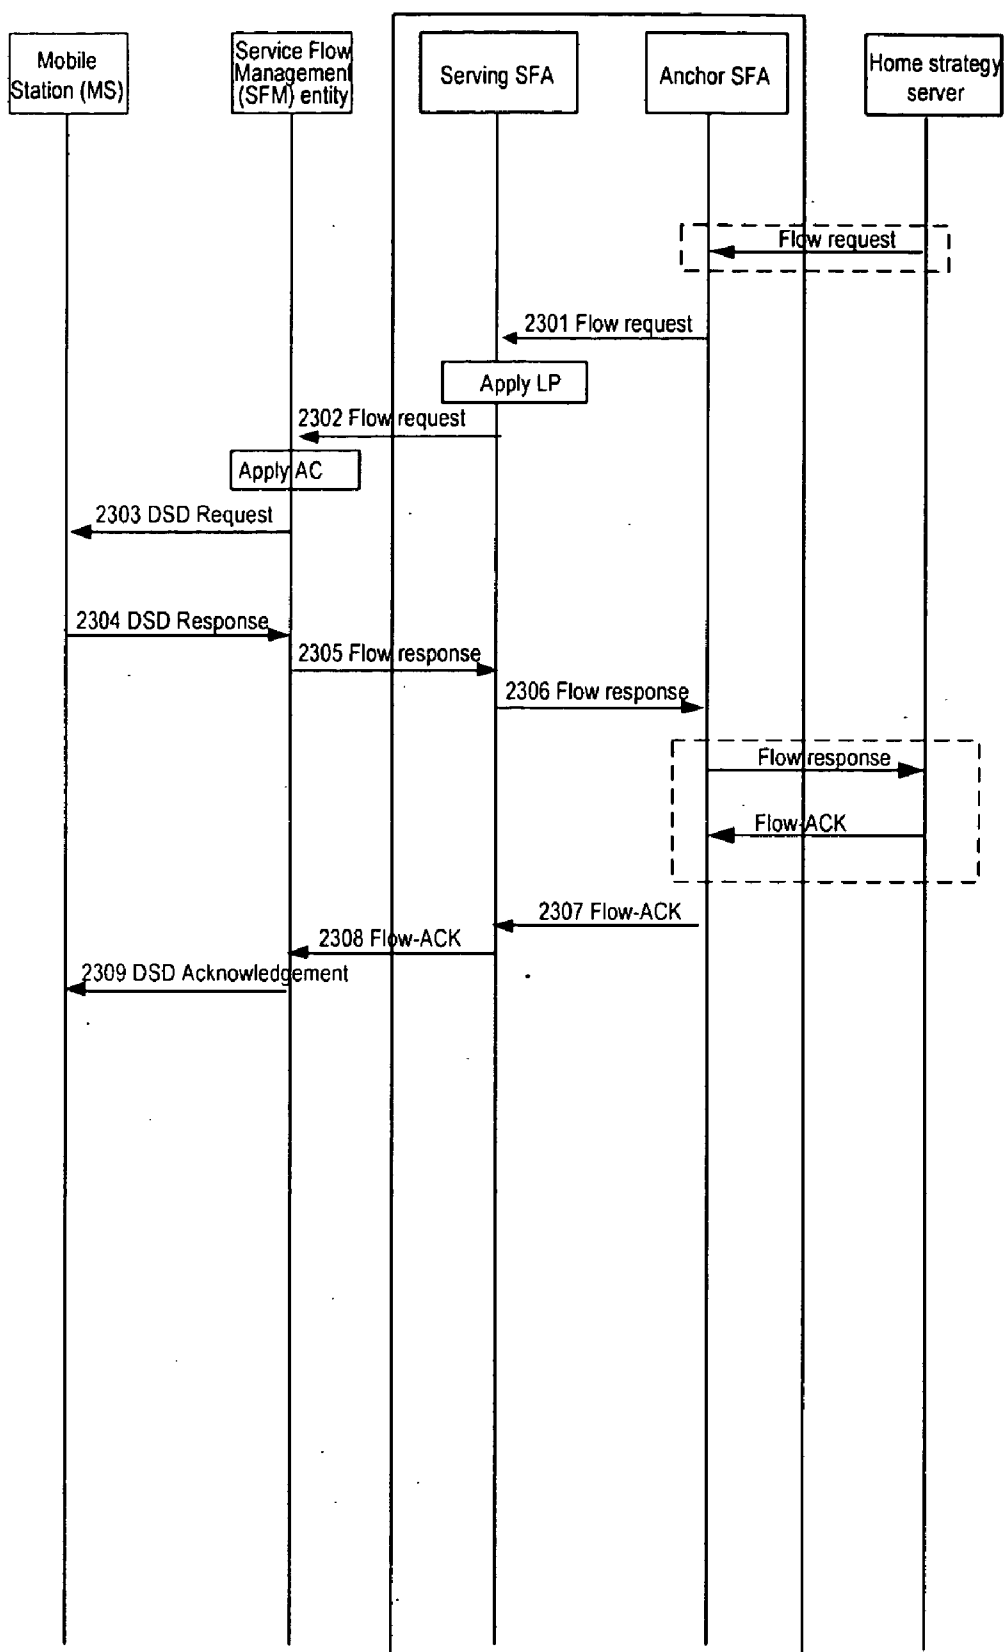 Mobile
Station (MS)
Service Flow
Management
(SFM) entity
Serving SFA
Anchor SFA
Home strategy
server
Flow request
2301 Flow request
Apply LP
2302 Flow request
Apply AC
2303 DSD Request
2304 DSD Response
2305 Flow response
2306 Flow response
Flow response
Flow-ACK
2307 Flow-ACK
2308 Flow-ACK
2309 DSD Acknowledgement